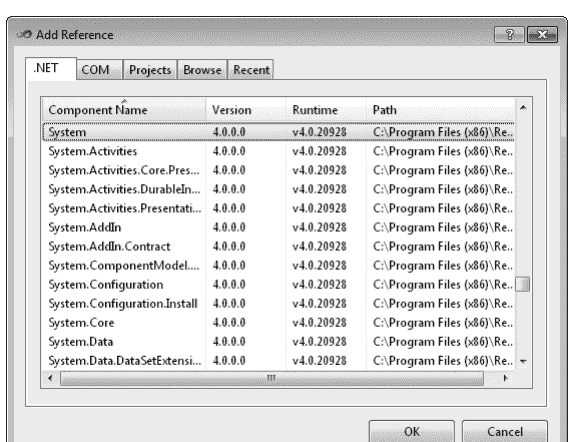 Add Reference
.NET COM Projects Browse Recent
Component Name Version Runtime Path
System 4.0.0.0 v4.0.20928 C:\Program Files (x86)\Re..
System.Activities 4.0.0.0 v4.0.20928 C:\Program Files (x86)\Re..
System.Activities.Core.Pres... 4.0.0.0 v4.0.20928 C:\Program Files (x86)\Re..
System.Activities.DurableIn... 4.0.0.0 v4.0.20928 C:\Program Files (x86)\Re..
System.Activities.Presentati... 4.0.0.0 v4.0.20928 C:\Program Files (x86)\Re..
System.AddIn 4.0.0.0 v4.0.20928 C:\Program Files (x86)\Re..
System.AddIn.Contract 4.0.0.0 v4.0.20928 C:\Program Files (x86)\Re..
System.ComponentModel.... 4.0.0.0 v4.0.20928 C:\Program Files (x86)\Re..
System.Configuration 4.0.0.0 v4.0.20928 C:\Program Files (x86)\Re..
System.Configuration.Install 4.0.0.0 v4.0.20928 C:\Program Files (x86)\Re..
System.Core 4.0.0.0 v4.0.20928 C:\Program Files (x86)\Re..
System.Data 4.0.0.0 v4.0.20928 C:\Program Files (x86)\Re..
System.Data.DataSetExtensi... 4.0.0.0 v4.0.20928 C:\Program Files (x86)\Re..
OK Cancel